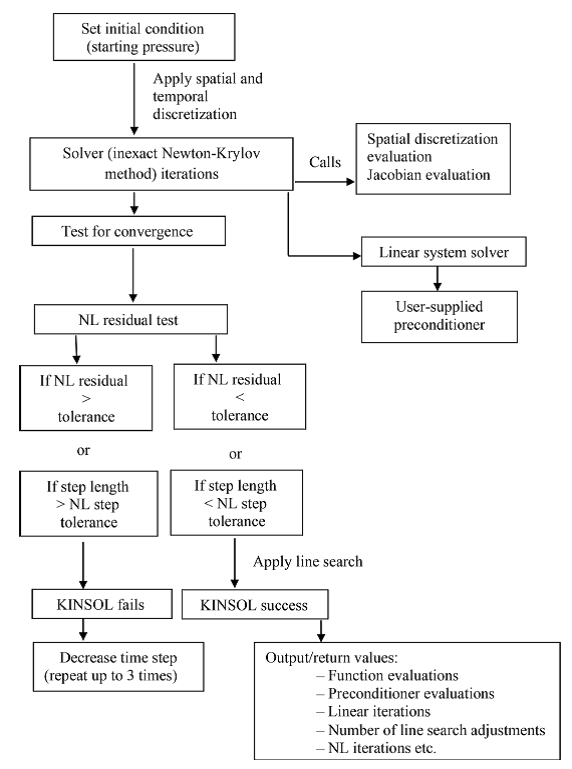 Set initial condition
(starting pressure)
Apply spatial and
temporal
discretization
Solver (inexact Newton-Krylov
method) iterations
Calls
Spatial discretization
evaluation
Jacobian evaluation
Test for convergence
Linear system solver
User-supplied
preconditioner
NL residual test
If NL residual
>
tolerance
If NL residual
<
tolerance
or
or
If step length
> NL step
tolerance
If step length
< NL step
tolerance
Apply line search
KINSOL fails
KINSOL success
Decrease time step
(repeat up to 3 times)
Output/return values:
– Function evaluations
– Preconditioner evaluations
– Linear iterations
– Number of line search adjustments
– NL iterations etc.